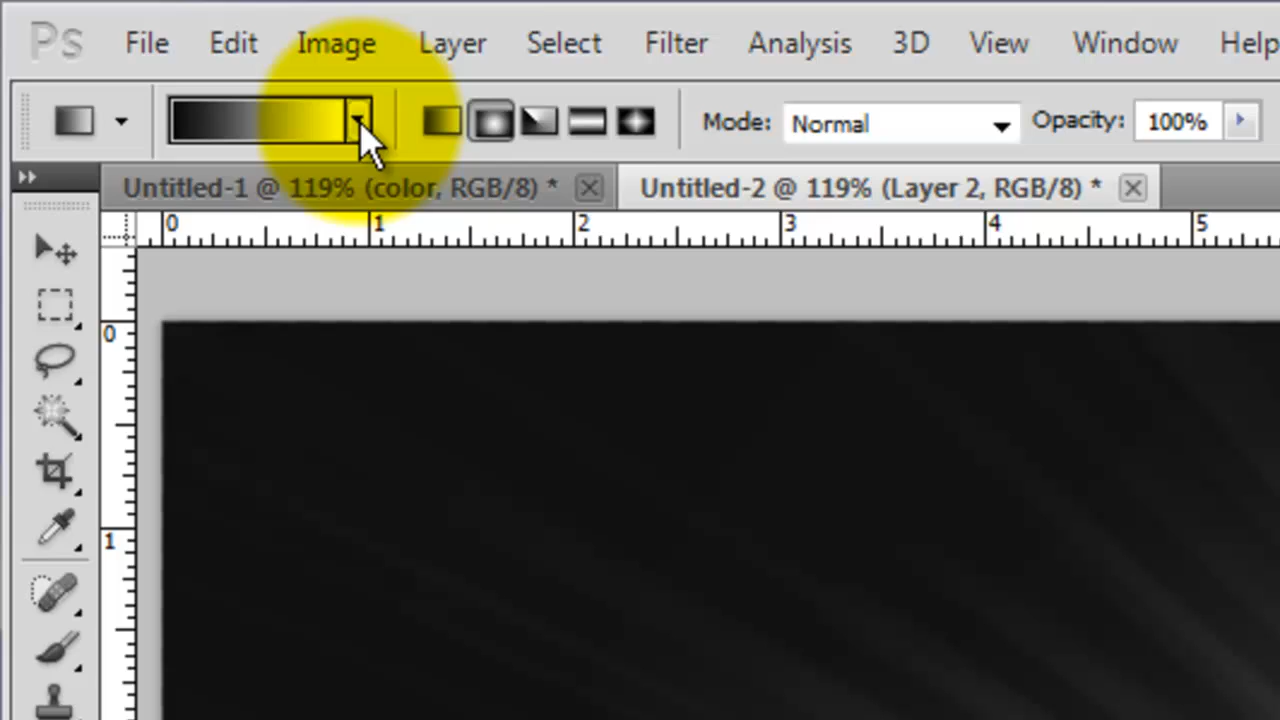 Ps File Edit Image Layer Select Filter Analysis 3D View Window Help
Mode: Normal Opacity: 100%
Untitled-1 @ 119% (color, RGB/8) * Untitled-2 @ 119% (Layer 2, RGB/8) *
0 1 2 3 4 5
0
1